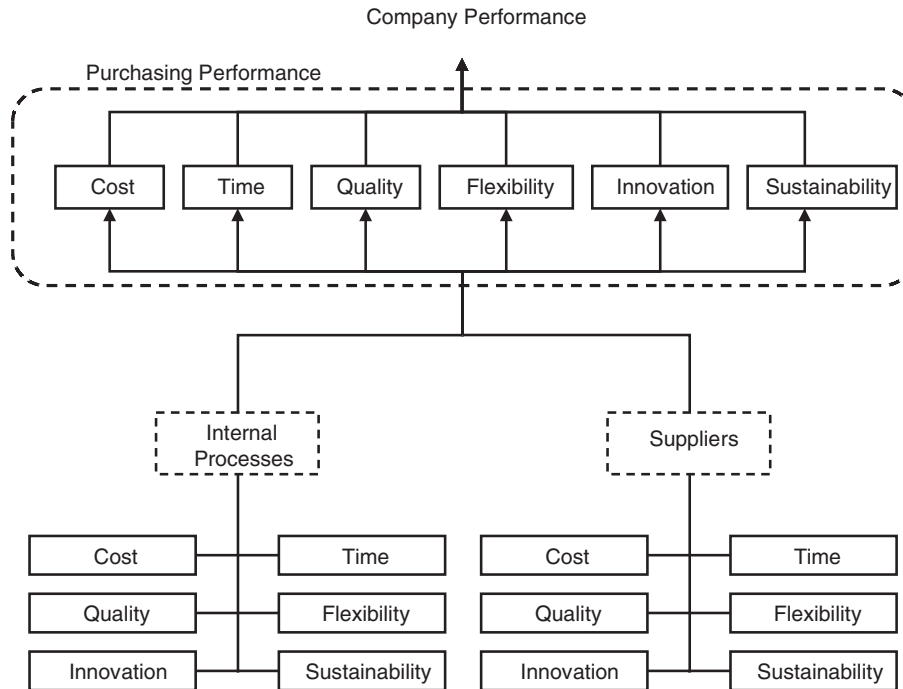 Company Performance
Purchasing Performance
Cost
Time
Quality
Flexibility
Innovation
Sustainability
Internal
Processes
Suppliers
Cost
Time
Cost
Time
Quality
Flexibility
Quality
Flexibility
Innovation
Sustainability
Innovation
Sustainability